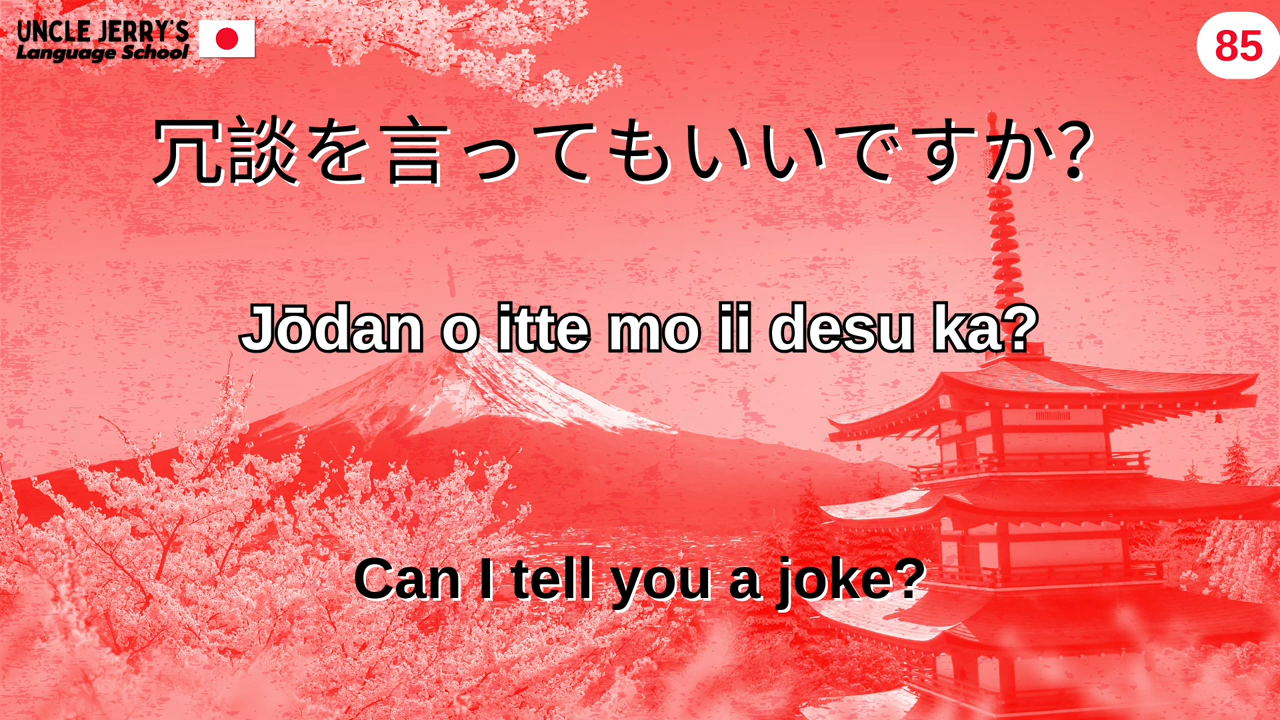 UNCLE JERRY'S
Language School
85
冗談を言ってもいいですか?
Jōdan o itte mo ii desu ka?
Can I tell you a joke?